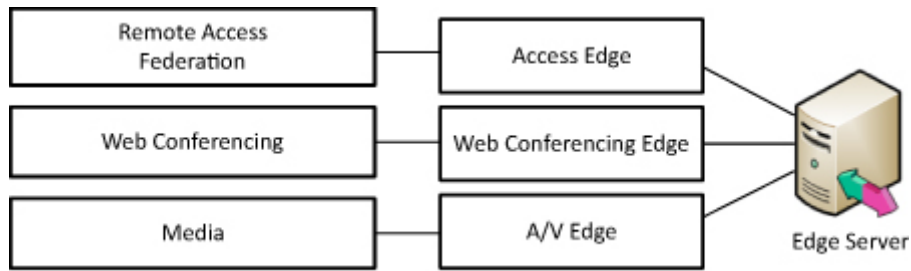 Remote Access
Federation
Access Edge
Web Conferencing
Web Conferencing Edge
Media
A/V Edge
Edge Server